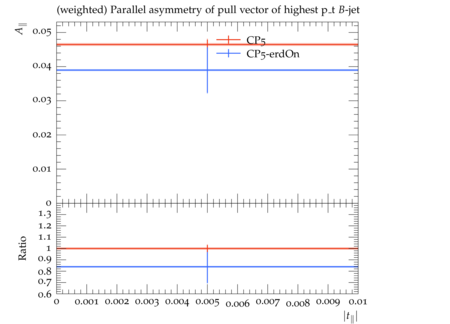 (weighted) Parallel asymmetry of pull vector of highest p_t B-jet
A∥
0.05
0.04
0.03
0.02
0.01
0
CP5
CP5-erdOn
Ratio
1.3
1.2
1.1
1
0.9
0.8
0.7
0.6
0 0.001 0.002 0.003 0.004 0.005 0.006 0.007 0.008 0.009 0.01
|t∥|